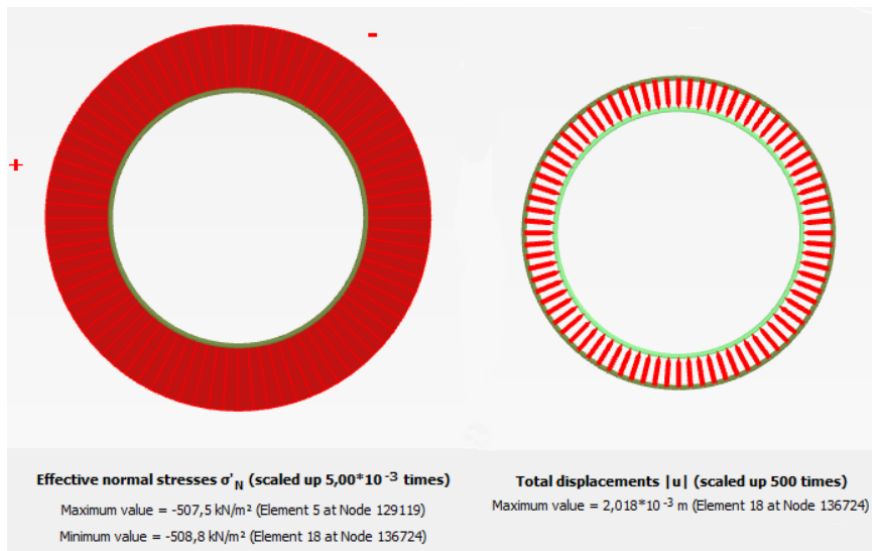 -
+
Effective normal stresses σ'N (scaled up 5,00*10 -3 times)
Maximum value = -507,5 kN/m² (Element 5 at Node 129119)
Minimum value = -508,8 kN/m² (Element 18 at Node 136724)
Total displacements |u| (scaled up 500 times)
Maximum value = 2,018*10 -3 m (Element 18 at Node 136724)